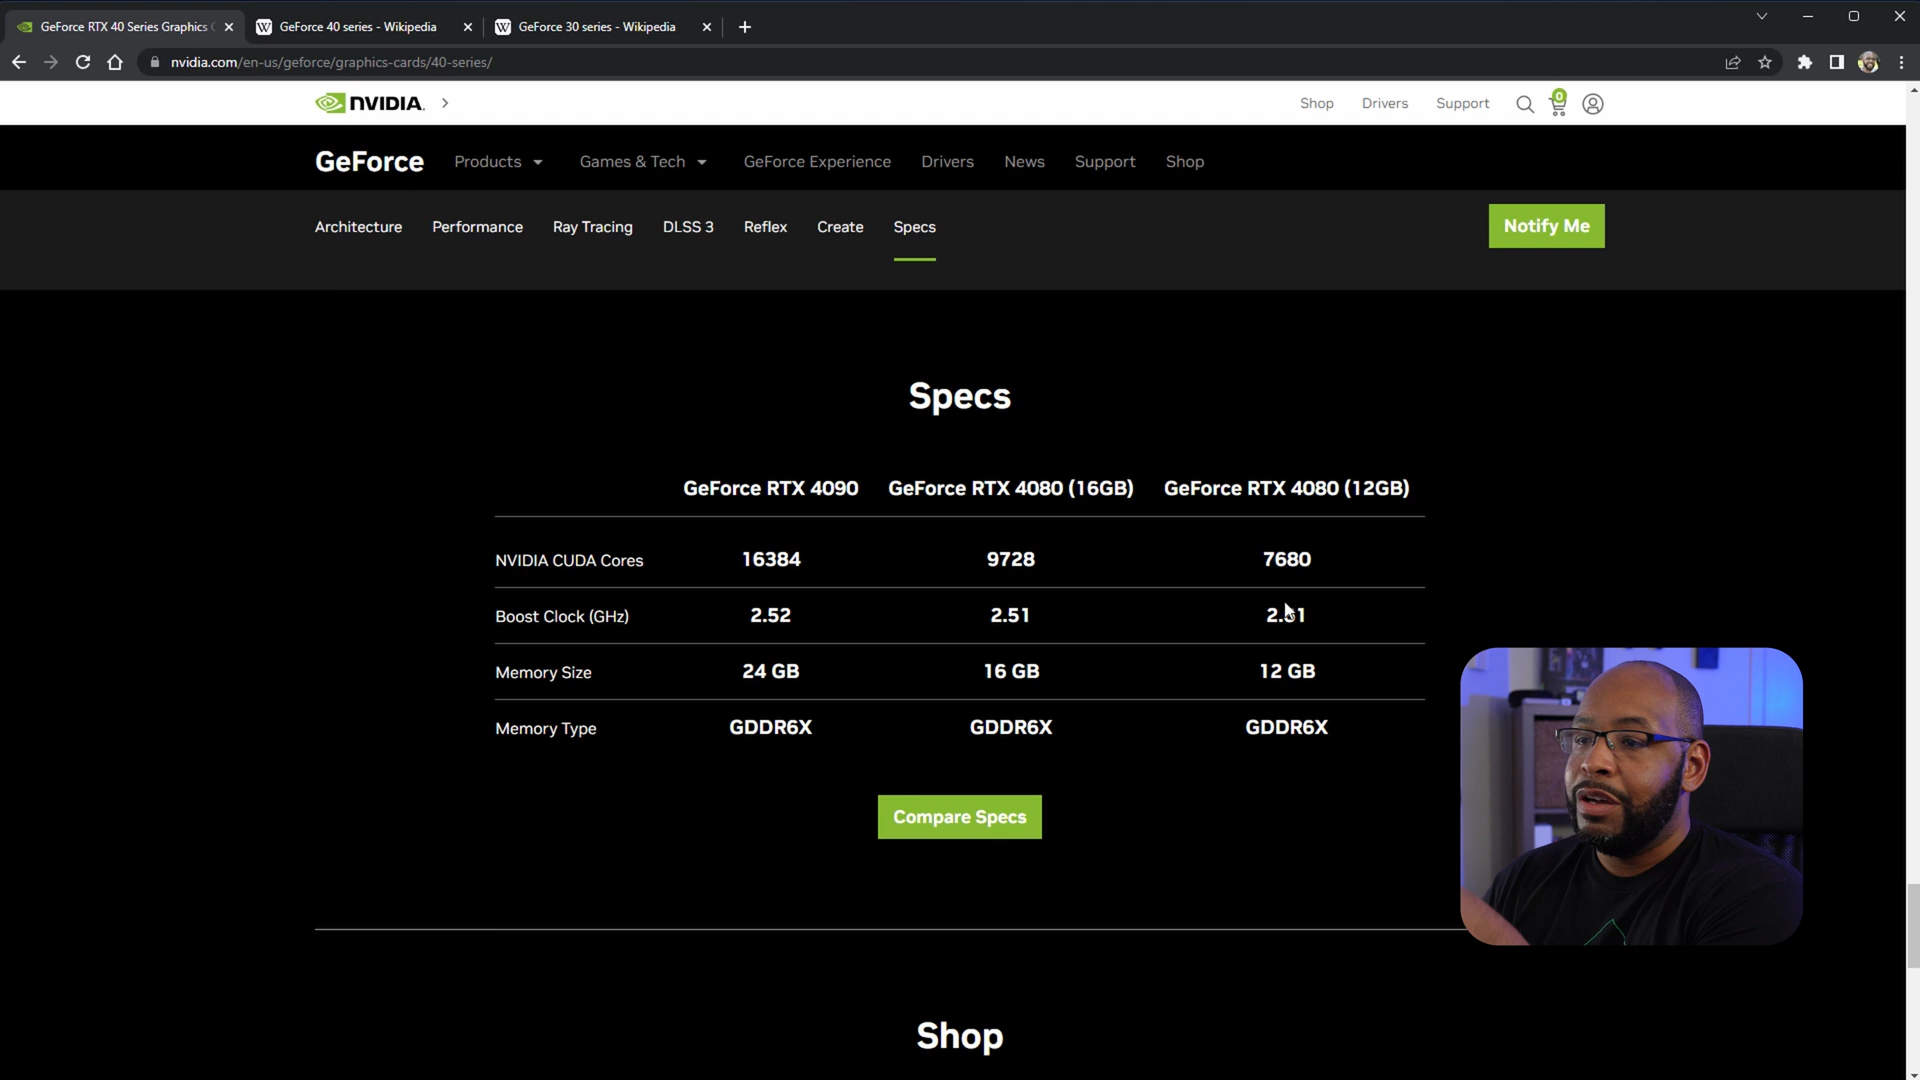 GeForce RTX 40 Series Graphics
GeForce 40 series - Wikipedia
GeForce 30 series - Wikipedia
nvidia.com/en-us/geforce/graphics-cards/40-series/
NVIDIA.
Shop Drivers Support 0
GeForce Products Games & Tech GeForce Experience Drivers News Support Shop
Architecture Performance Ray Tracing DLSS 3 Reflex Create Specs Notify Me
Specs
GeForce RTX 4090 GeForce RTX 4080 (16GB) GeForce RTX 4080 (12GB)
NVIDIA CUDA Cores 16384 9728 7680
Boost Clock (GHz) 2.52 2.51
Memory Size 24 GB 16 GB 12 GB
Memory Type GDDR6X GDDR6X GDDR6X
Compare Specs
Shop